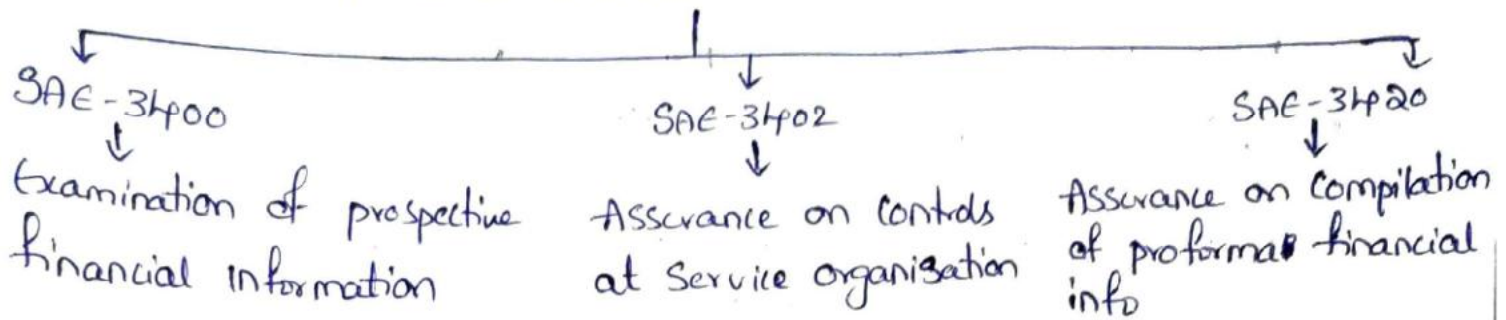 SAE-3400
Examination of prospective
financial information
SAE-3402
Assurance on controls
at Service organisation
SAE-3420
Assurance on compilation
of proforma financial
info